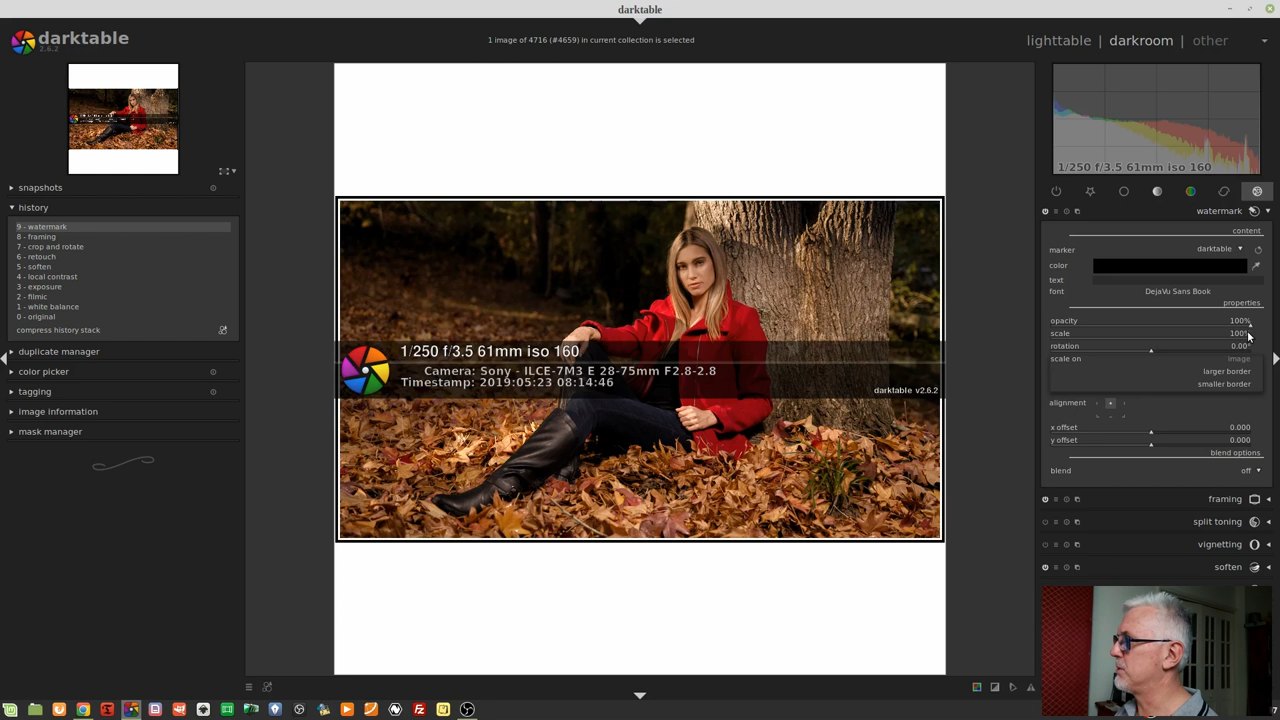 darktable
darktable
2.6.2
1 image of 4716 (#4659) in current collection is selected
lighttable | darkroom | other
1/250 f/3.5 61mm iso 160
snapshots
history
9 - watermark
8 - framing
7 - crop and rotate
6 - retouch
5 - soften
4 - local contrast
3 - exposure
2 - filmic
1 - white balance
0 - original
compress history stack
duplicate manager
color picker
tagging
image information
mask manager
1/250 f/3.5 61mm iso 160
Camera: Sony - ILCE-7M3 E 28-75mm F2.8-2.8
Timestamp: 2019:05:23 08:14:46
darktable v2.6.2
watermark
content
marker darktable
color
text
font DejaVu Sans Book
properties
opacity 100%
scale 100%
rotation 0.00°
scale on image
larger border
smaller border
alignment
x offset 0.000
y offset 0.000
blend options
blend off
framing
split toning
vignetting
soften